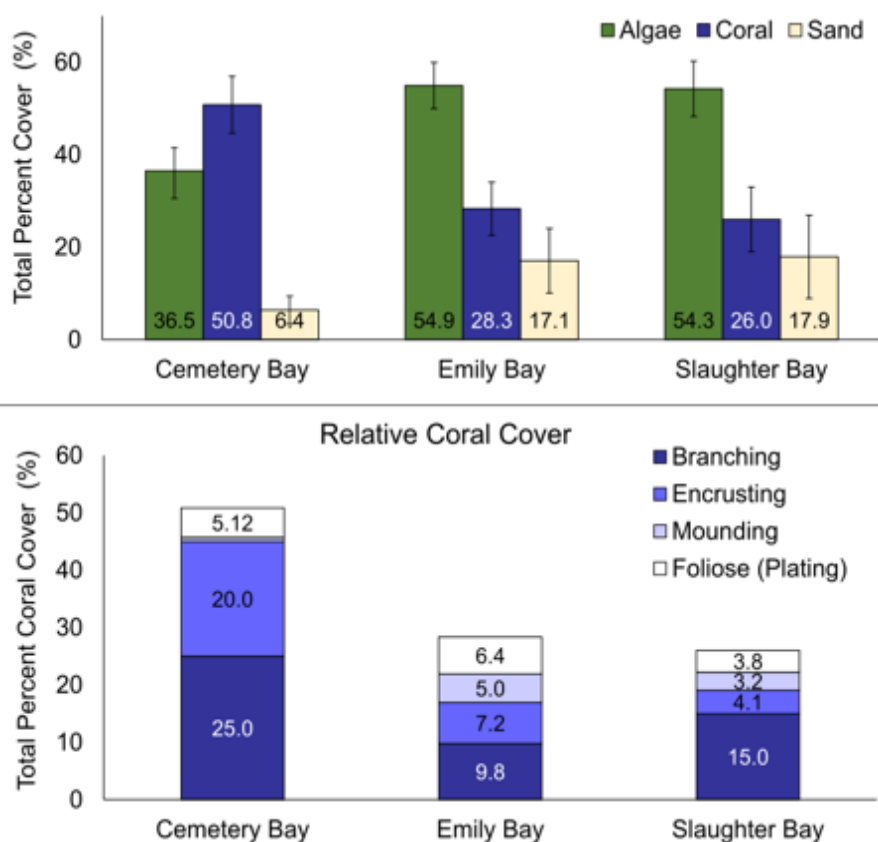 Algae Coral Sand
Total Percent Cover (%)
60
40
20
0
36.5 50.8 6.4 54.9 28.3 17.1 54.3 26.0 17.9
Cemetery Bay Emily Bay Slaughter Bay
Relative Coral Cover
Total Percent Coral Cover (%)
60
50
40
30
20
10
0
Branching
Encrusting
Mounding
Foliose (Plating)
5.12
20.0
25.0
6.4
5.0
7.2
9.8
3.8
3.2
4.1
15.0
Cemetery Bay Emily Bay Slaughter Bay